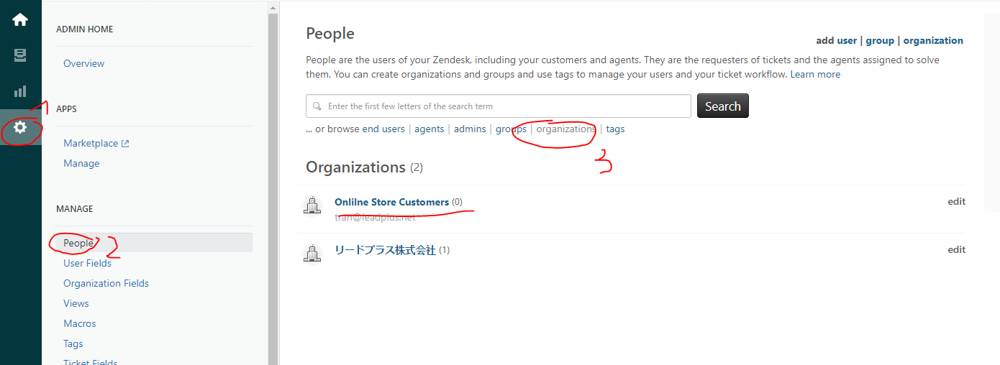 ADMIN HOME
Overview
APPS
Marketplace
Manage
MANAGE
People
User Fields
Organization Fields
Views
Macros
Tags
Ticket Fields
1
2
People
add user | group | organization
People are the users of your Zendesk, including your customers and agents. They are the requesters of tickets and the agents assigned to solve
them. You can create organizations and groups and use tags to manage your users and your ticket workflow. Learn more
Enter the first few letters of the search term
Search
... or browse end users | agents | admins | groups | organizations | tags
3
Organizations (2)
Onlilne Store Customers (0)
edit
tran@leadplus.net
リードプラス株式会社 (1)
edit